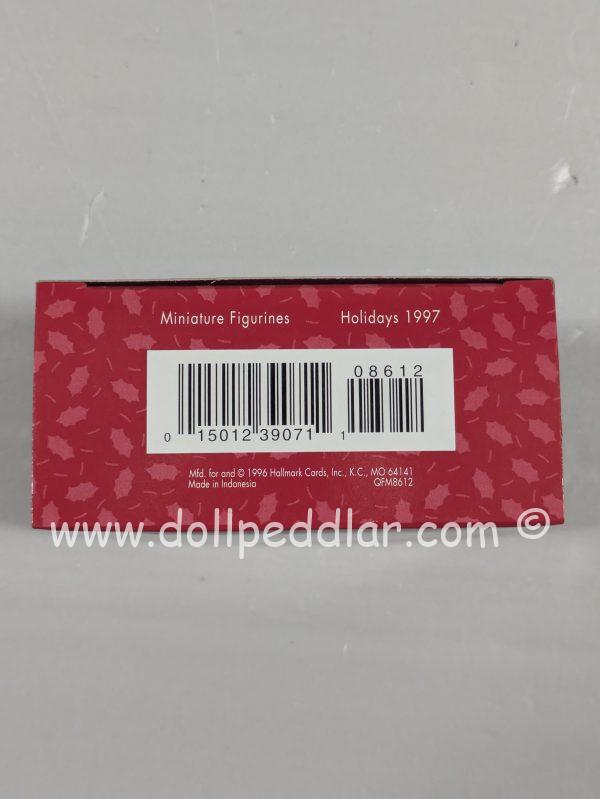 Miniature Figurines Holidays 1997
08612
0 15012 39071 1
Mfd. for and © 1996 Hallmark Cards, Inc., K.C., MO 64141
Made in Indonesia QFM8612
www.dollpeddlar.com ©